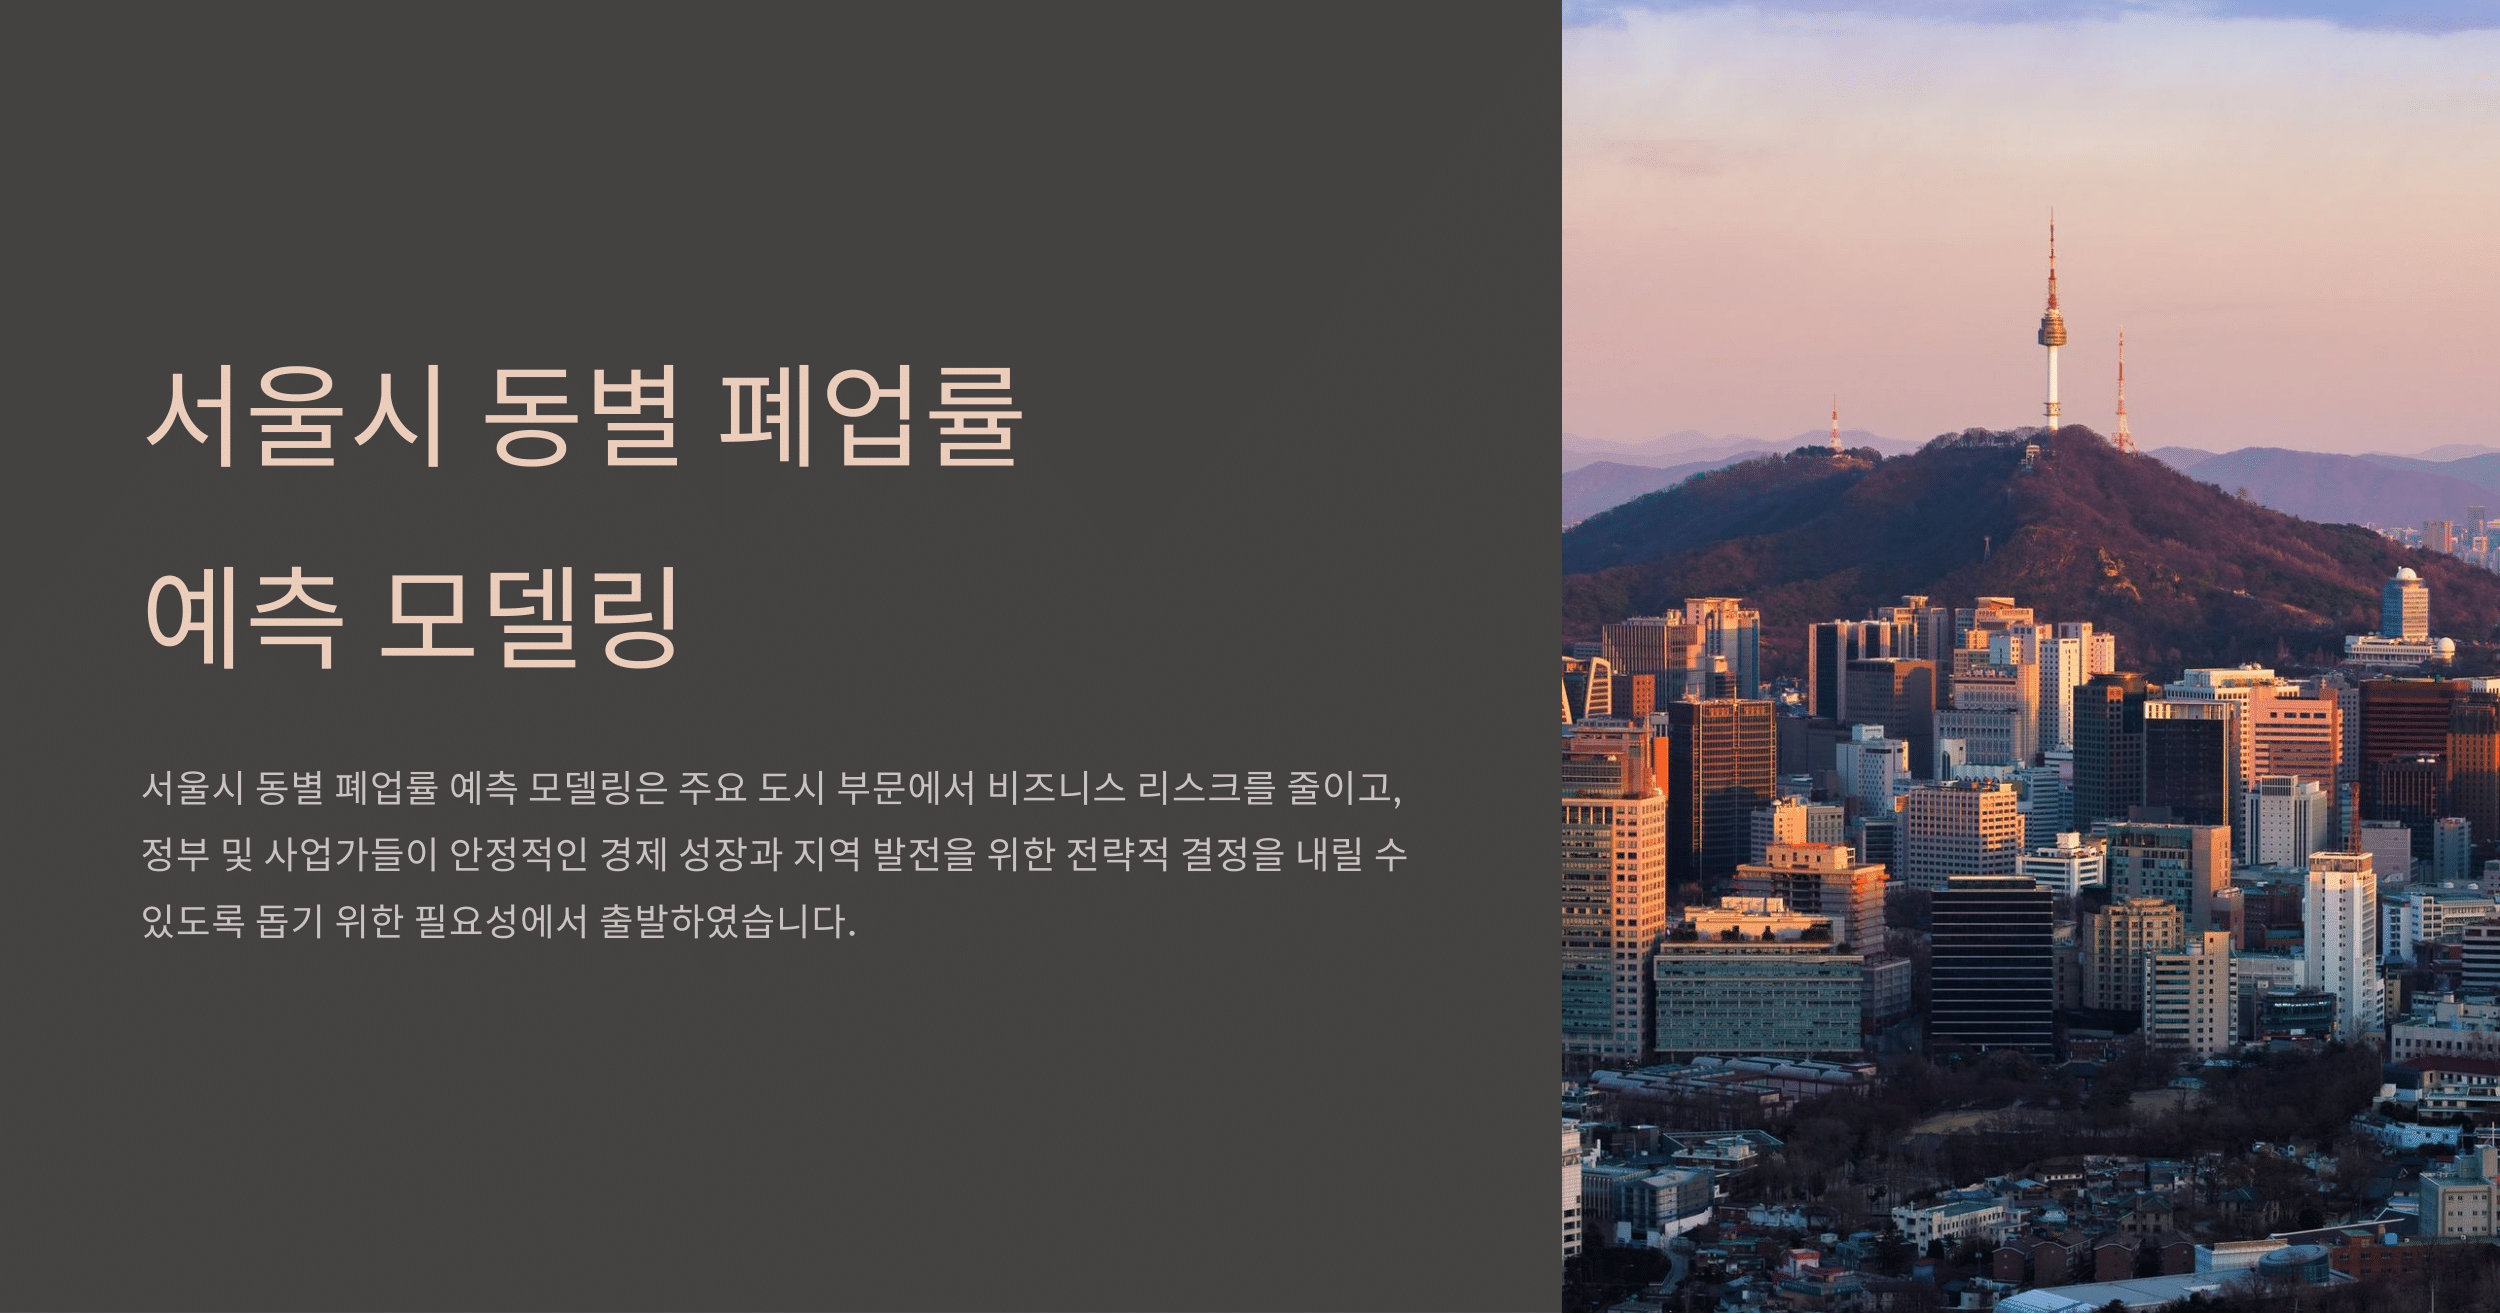 서울시 동별 폐업률
예측 모델링
서울시 동별 폐업률 예측 모델링은 주요 도시 부문에서 비즈니스 리스크를 줄이고,
정부 및 사업가들이 안정적인 경제 성장과 지역 발전을 위한 전략적 결정을 내릴 수
있도록 돕기 위한 필요성에서 출발하였습니다.